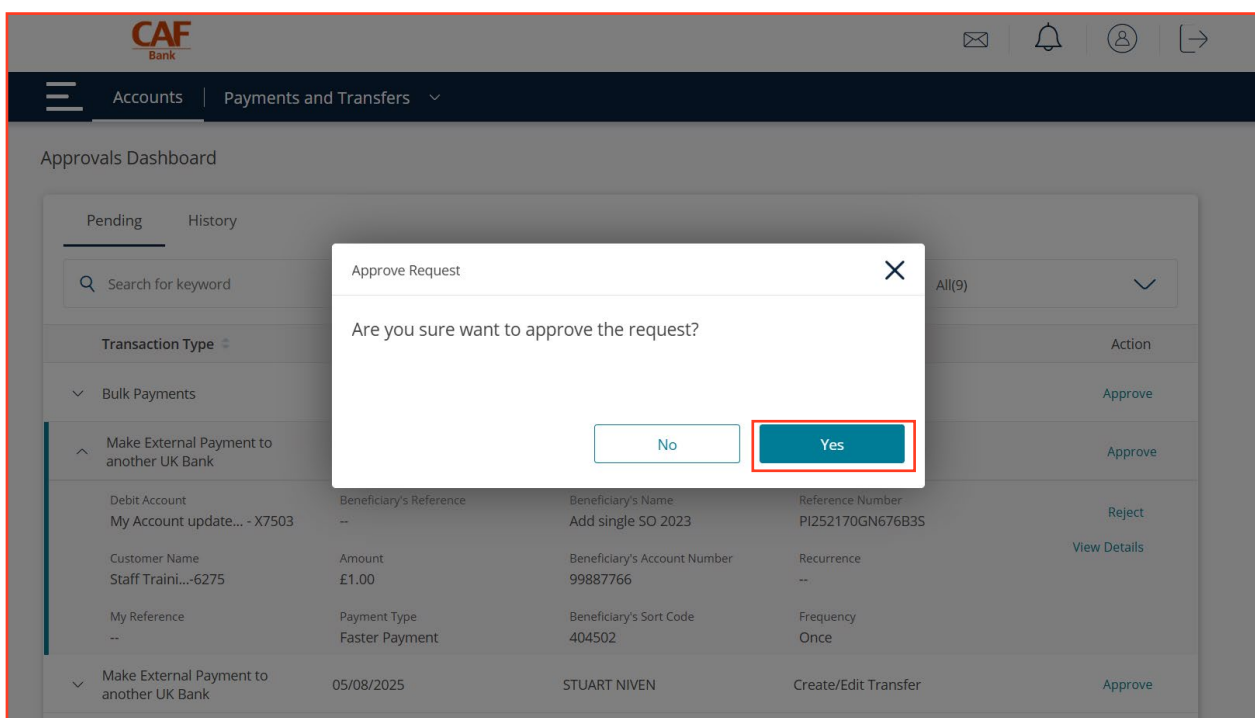 CAF
Bank
Accounts | Payments and Transfers
Approvals Dashboard
Pending History
Search for keyword All(9)
Approve Request
Are you sure want to approve the request?
No Yes
Transaction Type Action
Bulk Payments Approve
Make External Payment to
another UK Bank Approve
Debit Account Beneficiary's Reference Beneficiary's Name Reference Number
My Account update... - X7503 -- Add single SO 2023 PI252170GN676B3S
Reject
View Details
Customer Name Amount Beneficiary's Account Number Recurrence
Staff Traini...-6275 £1.00 99887766 --
My Reference Payment Type Beneficiary's Sort Code Frequency
-- Faster Payment 404502 Once
Make External Payment to
another UK Bank 05/08/2025 STUART NIVEN Create/Edit Transfer Approve